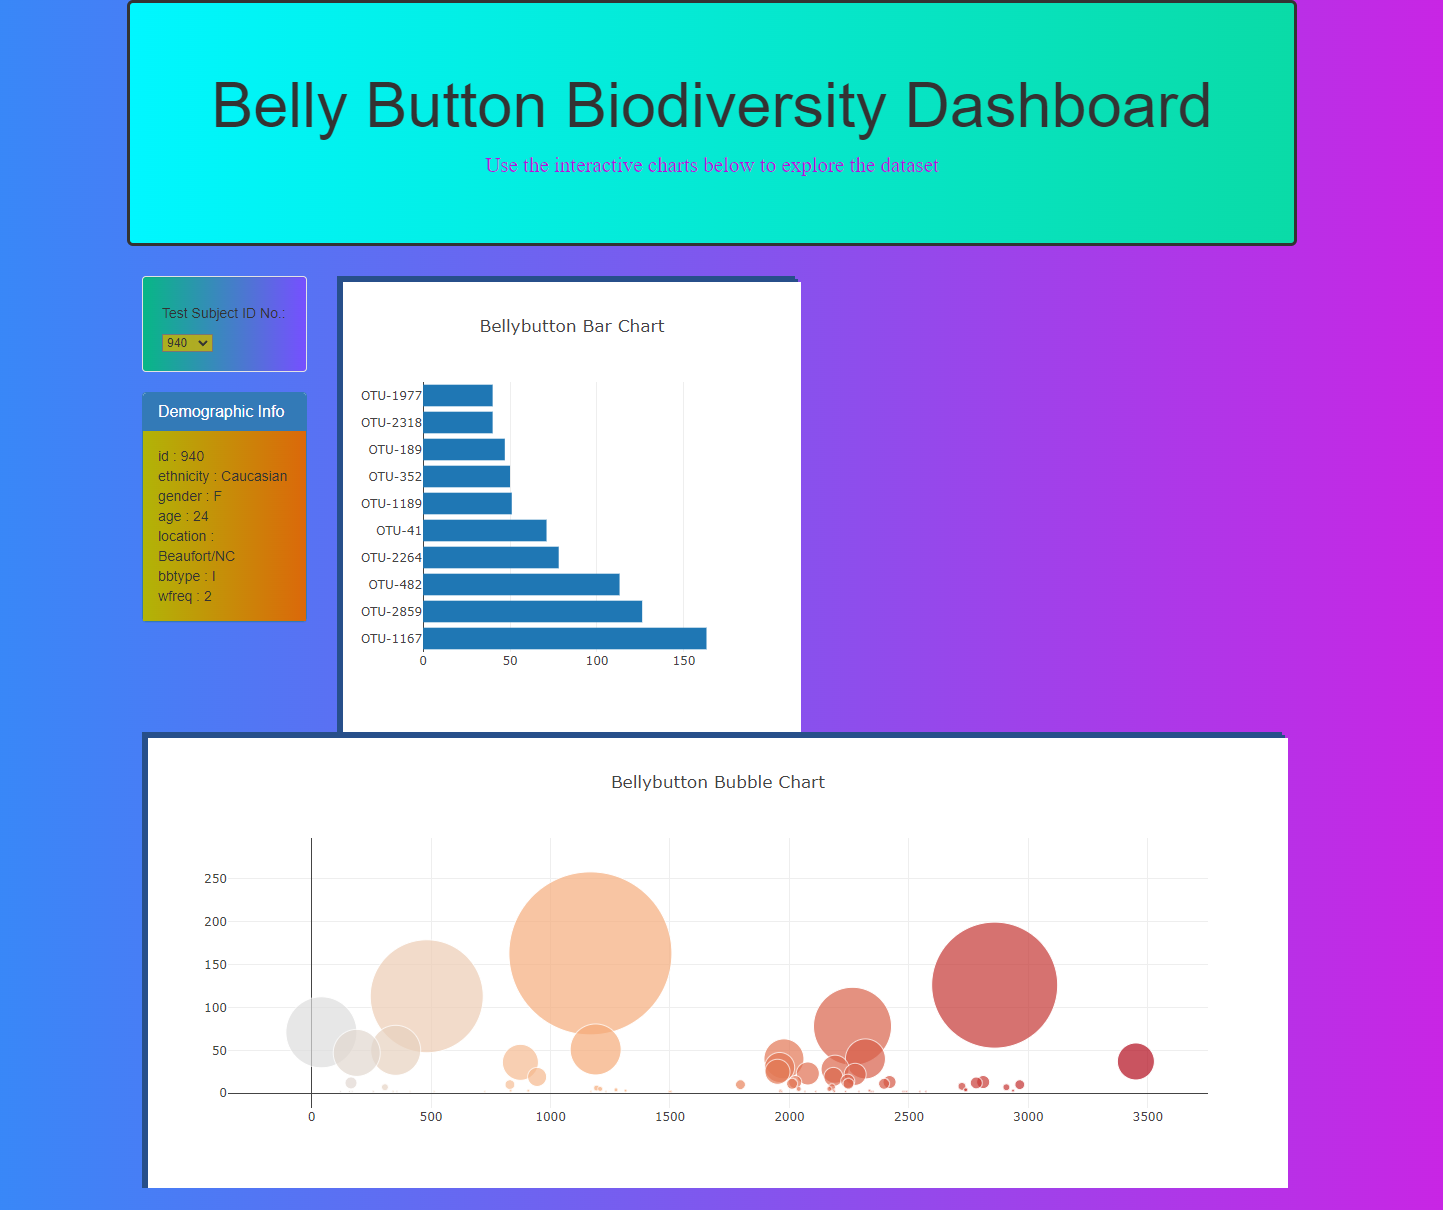 Belly Button Biodiversity Dashboard
Use the interactive charts below to explore the dataset
Test Subject ID No.:
940
Demographic Info
id : 940
ethnicity : Caucasian
gender : F
age : 24
location :
Beaufort/NC
bbtype : I
wfreq : 2
Bellybutton Bar Chart
OTU-1977
OTU-2318
OTU-189
OTU-352
OTU-1189
OTU-41
OTU-2264
OTU-482
OTU-2859
OTU-1167
0 50 100 150
Bellybutton Bubble Chart
250
200
150
100
50
0
0 500 1000 1500 2000 2500 3000 3500